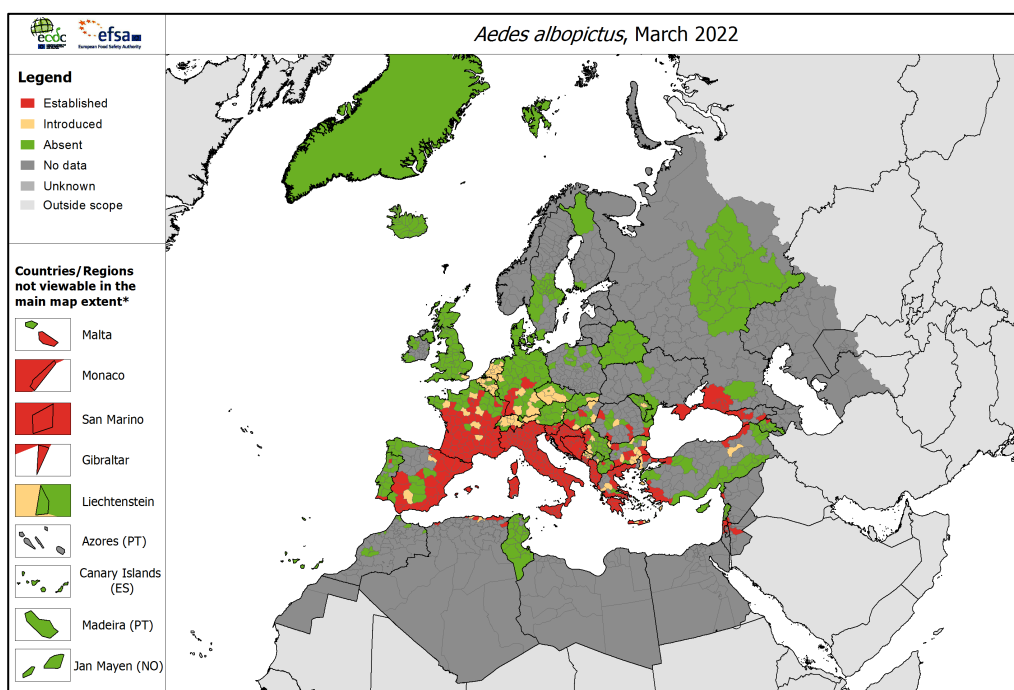 ecdc
efsa
European Food Safety Authority
Aedes albopictus, March 2022
Legend
Established
Introduced
Absent
No data
Unknown
Outside scope
Countries/Regions
not viewable in the
main map extent*
Malta
Monaco
San Marino
Gibraltar
Liechtenstein
Azores (PT)
Canary Islands
(ES)
Madeira (PT)
Jan Mayen (NO)